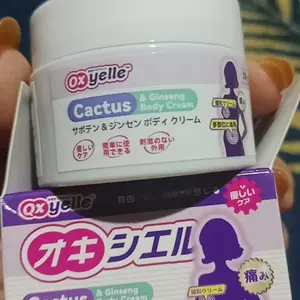 Oxyelle
Cactus
& Ginseng
Body Cream
サボテン&ジンセン ボディ クリーム
優しい
ケア
簡単に使
用できる
刺激のない
外用
Oxyelle
優しい
ケア
オキシエル
痛み
Cactus
& Ginseng
Body Cream